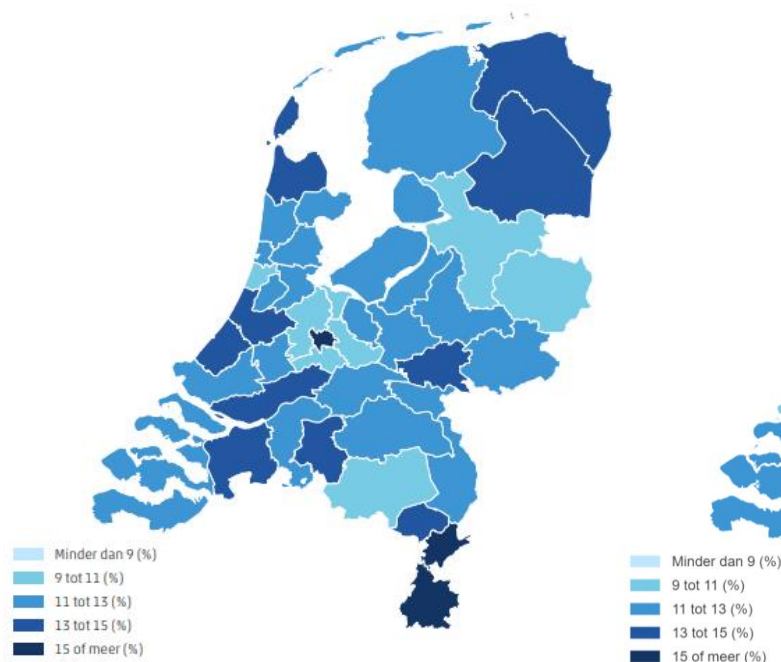 Minder dan 9 (%)
9 tot 11 (%)
11 tot 13 (%)
13 tot 15 (%)
15 of meer (%)
Minder dan 9 (%)
9 tot 11 (%)
11 tot 13 (%)
13 tot 15 (%)
15 of meer (%)